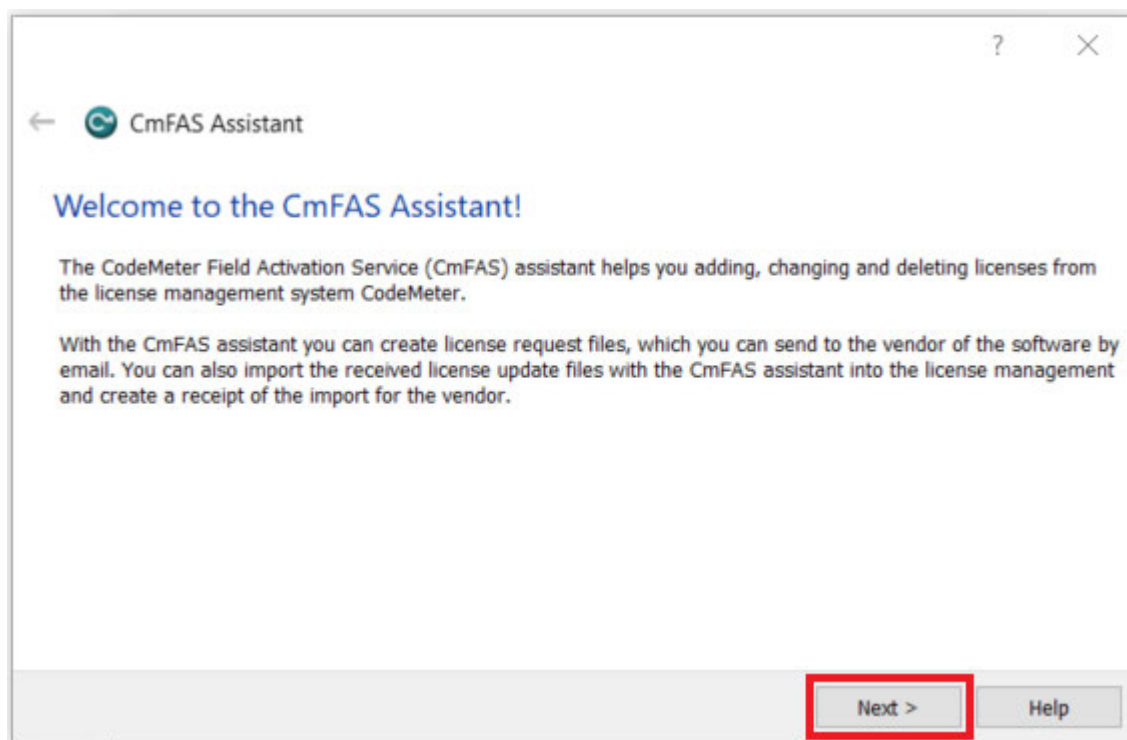 ?
CmFAS Assistant
Welcome to the CmFAS Assistant!
The CodeMeter Field Activation Service (CmFAS) assistant helps you adding, changing and deleting licenses from
the license management system CodeMeter.
With the CmFAS assistant you can create license request files, which you can send to the vendor of the software by
email. You can also import the received license update files with the CmFAS assistant into the license management
and create a receipt of the import for the vendor.
Next > Help